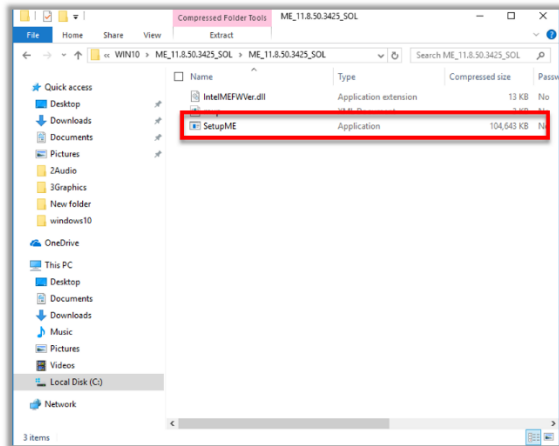 Compressed Folder Tools
ME_11.8.50.3425_SOL
File
Home
Share
View
Extract
« WIN10 > ME_11.8.50.3425_SOL > ME_11.8.50.3425_SOL
Search ME_11.8.50.3425_SOL
Name
Type
Compressed size
Passw
Quick access
Desktop
Downloads
Documents
Pictures
2Audio
3Graphics
New folder
windows10
OneDrive
This PC
Desktop
Documents
Downloads
Music
Pictures
Videos
Local Disk (C:)
Network
IntelMEFWVer.dll
Application extension
13 KB
No
SetupME
Application
104,643 KB
No
3 items